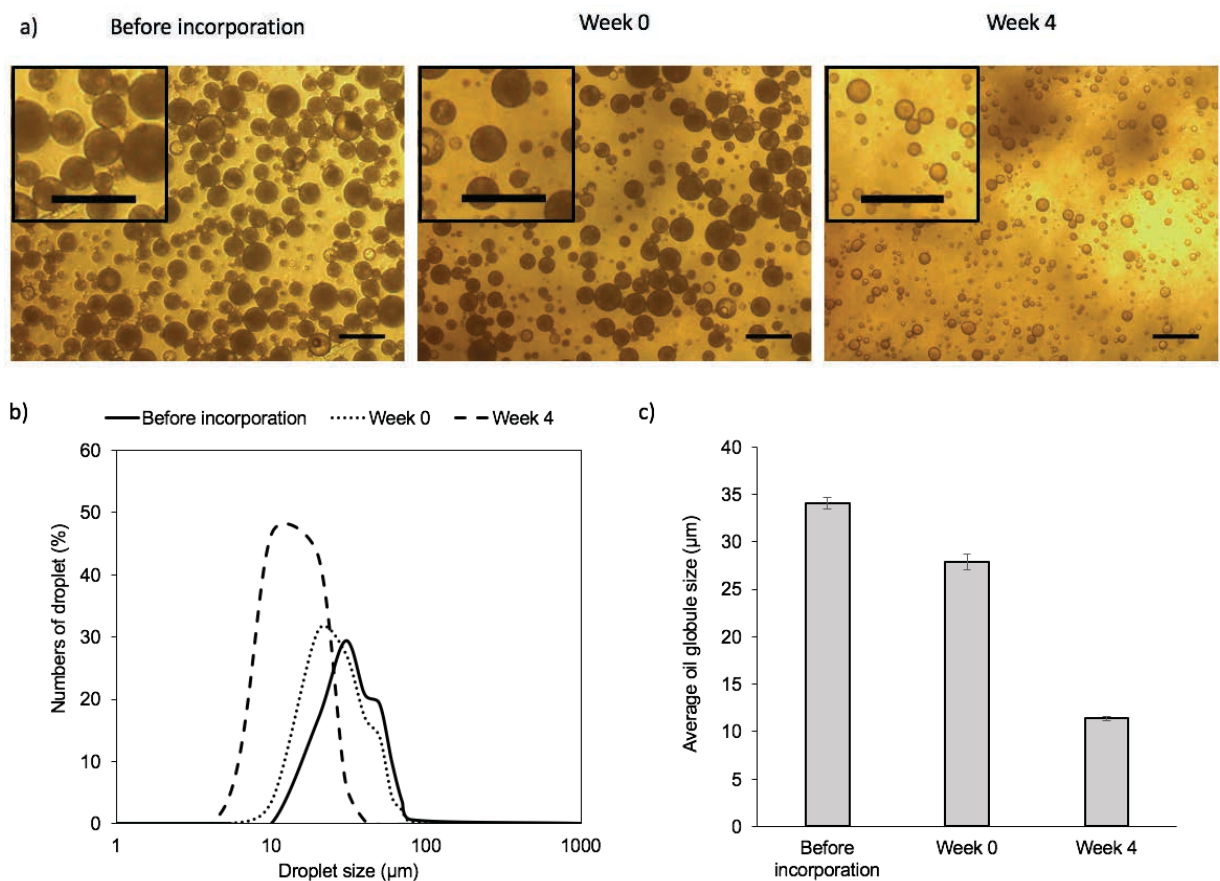 a)
Before incorporation
Week 0
Week 4
b)
Before incorporation
Week 0
Week 4
Numbers of droplet (%)
60
50
40
30
20
10
0
1
10
100
1000
Droplet size (µm)
c)
Average oil globule size (µm)
40
35
30
25
20
15
10
5
0
Before
incorporation
Week 0
Week 4